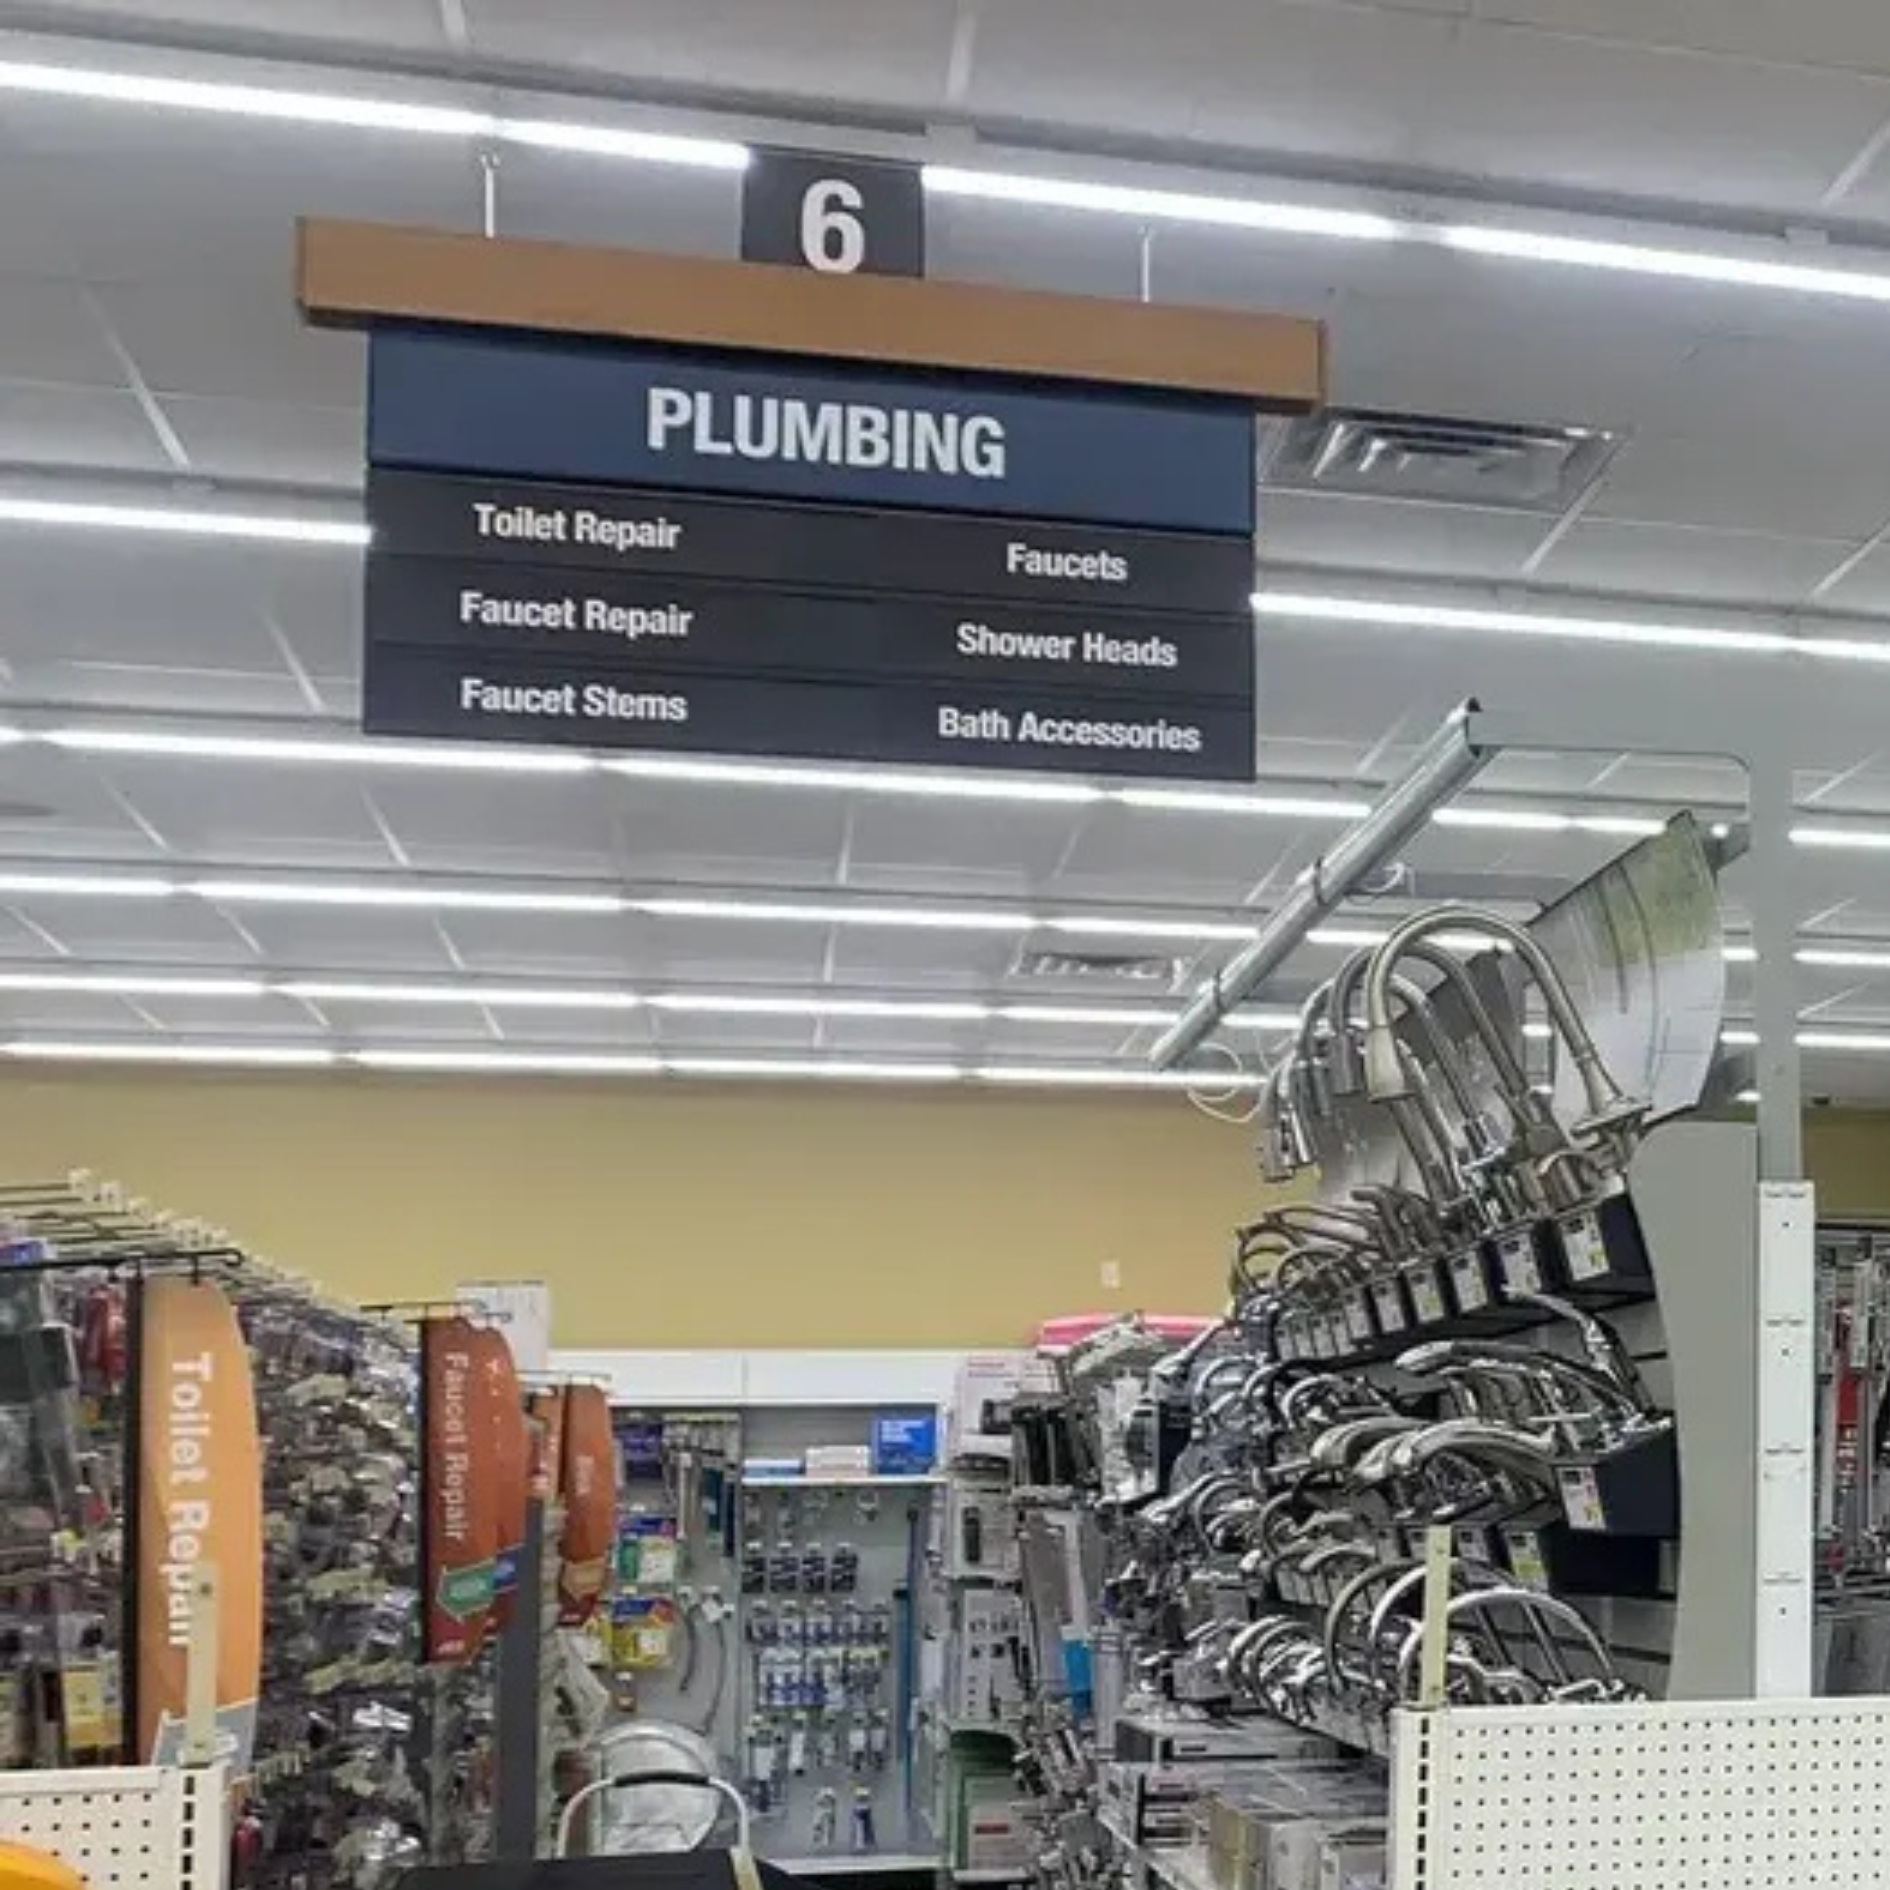 6
PLUMBING
Toilet Repair
Faucets
Faucet Repair
Shower Heads
Faucet Stems
Bath Accessories
Toilet Repair
Faucet Repair